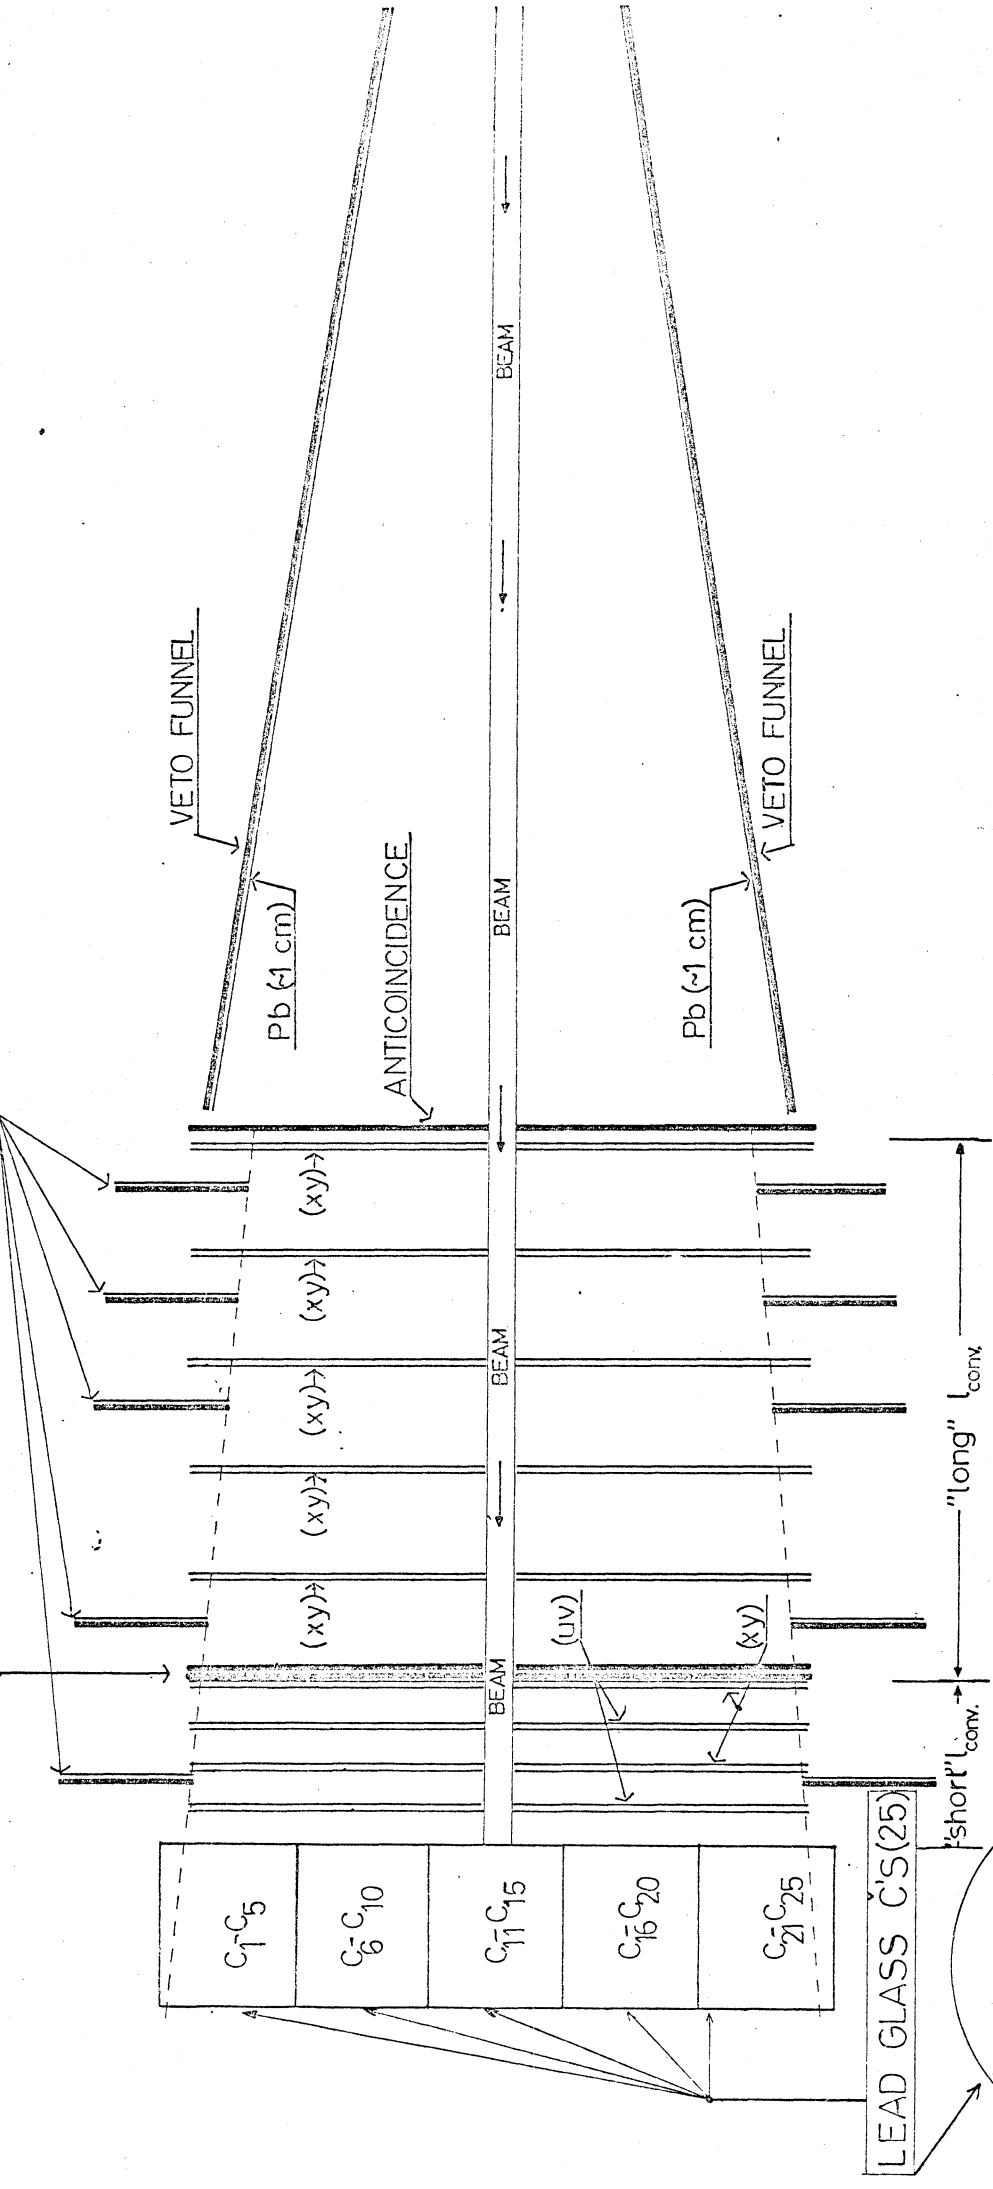 VETO FUNNEL
Pb (~1 cm)
ANTICOINCIDENCE
(xy)
(xy)
(xy)
(xy)
(xy)
BEAM
BEAM
BEAM
BEAM
BEAM
(uv)
(xy)
Pb (~1 cm)
VETO FUNNEL
C1-C5
C6-C10
C11-C15
C16-C20
C21-C25
"long" lconv.
"short" lconv.
LEAD GLASS C'S (25)